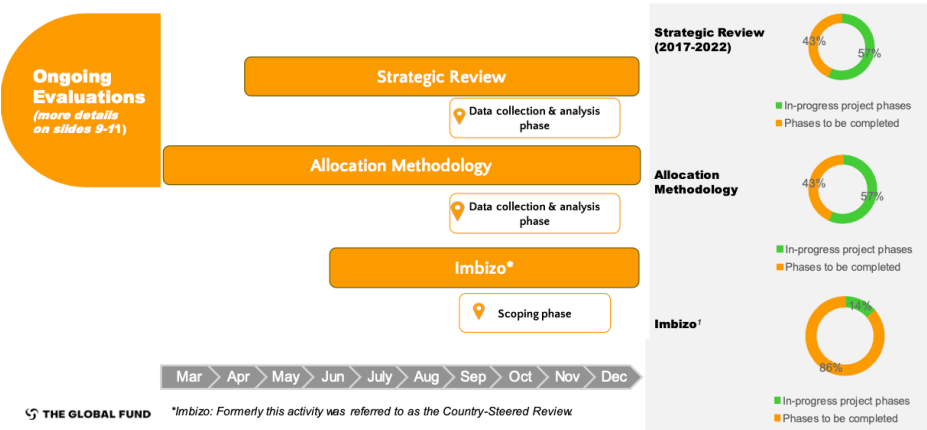 Ongoing
Evaluations
(more details
on slides 9-11)
Strategic Review
Data collection & analysis
phase
Allocation Methodology
Data collection & analysis
phase
Imbizo*
Scoping phase
Mar Apr May Jun July Aug Sep Oct Nov Dec
THE GLOBAL FUND
*Imbizo: Formerly this activity was referred to as the Country-Steered Review.
Strategic Review
(2017-2022)
43%
57%
In-progress project phases
Phases to be completed
Allocation
Methodology
43%
57%
In-progress project phases
Phases to be completed
Imbizo¹
14%
86%
In-progress project phases
Phases to be completed